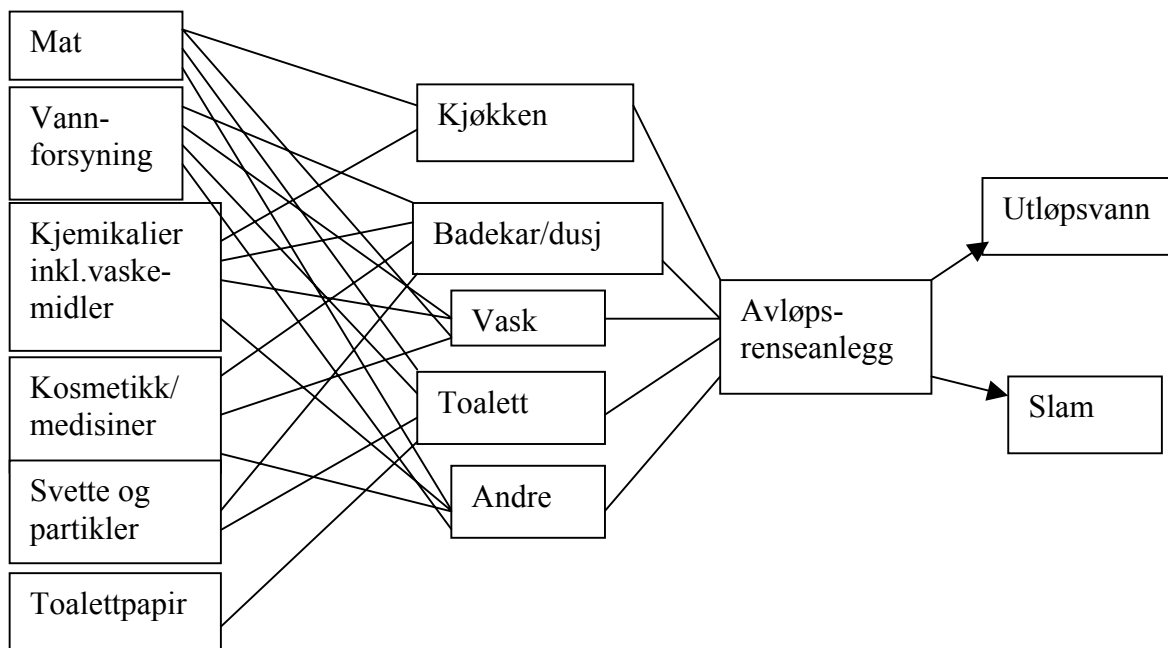 Mat
Vann-
forsyning
Kjemikalier
inkl.vaske-
midler
Kosmetikk/
medisiner
Svette og
partikler
Toalettpapir
Kjøkken
Badekar/dusj
Vask
Toalett
Andre
Avløps-
renseanlegg
Utløpsvann
Slam